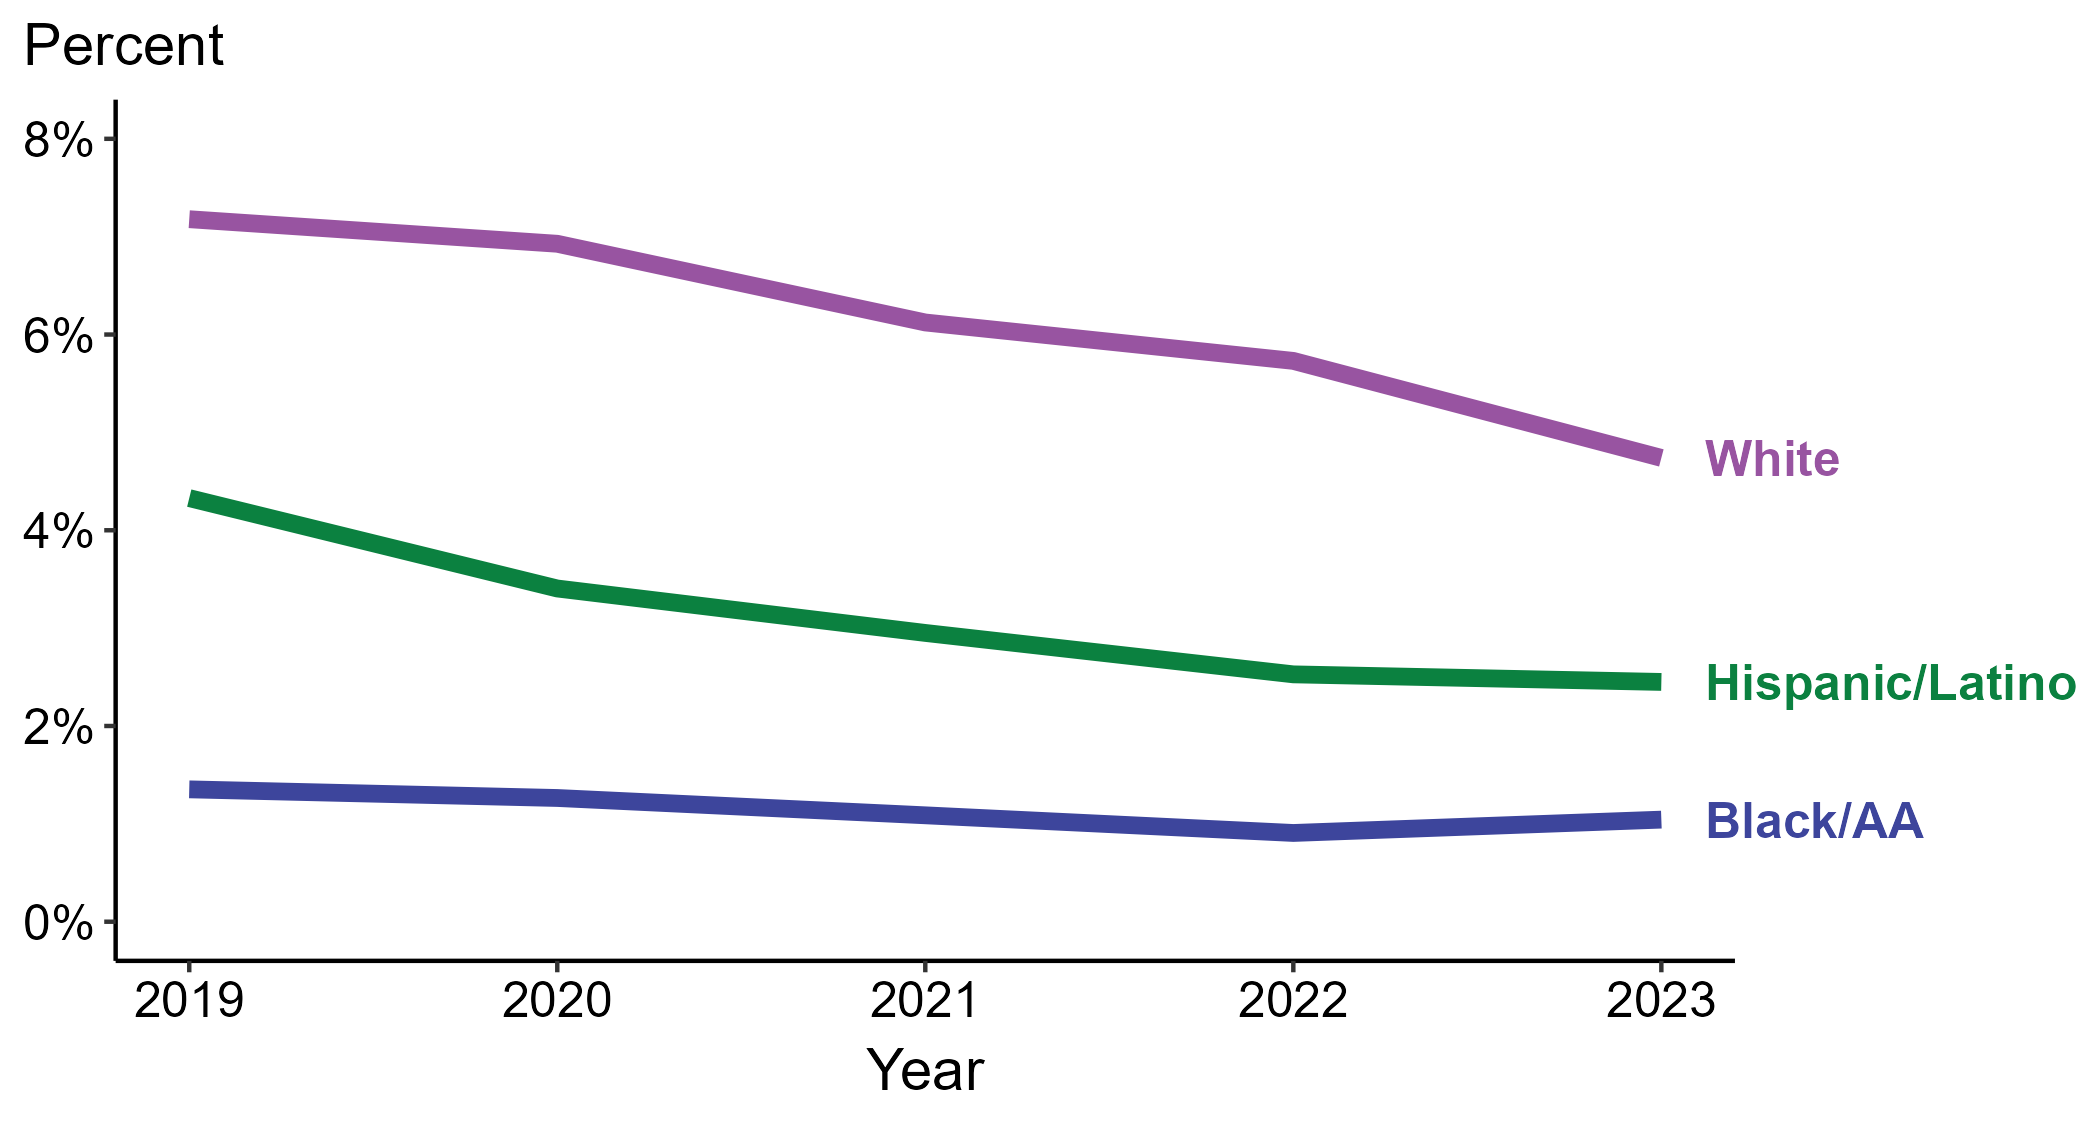 Percent
8%
6%
4%
2%
0%
White
Hispanic/Latino
Black/AA
2019 2020 2021 2022 2023
Year